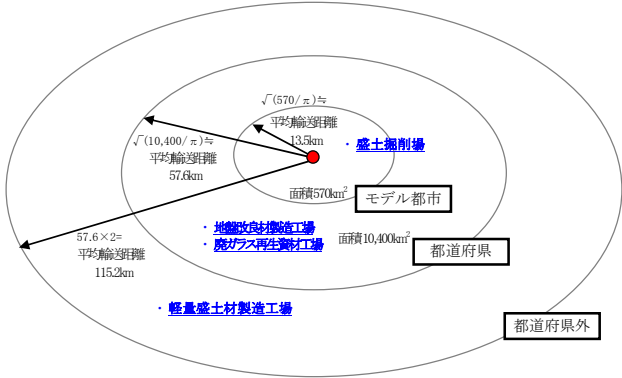 √(570/π)≒
平均輸送距離
13.5km
・盛土掘削場
√(10,400/π)≒
平均輸送距離
57.6km
面積570km²
モデル都市
・地盤改良材製造工場
・廃ガラス再生資材工場
面積10,400km²
都道府県
57.6×2=
平均輸送距離
115.2km
・軽量盛土材製造工場
都道府県外